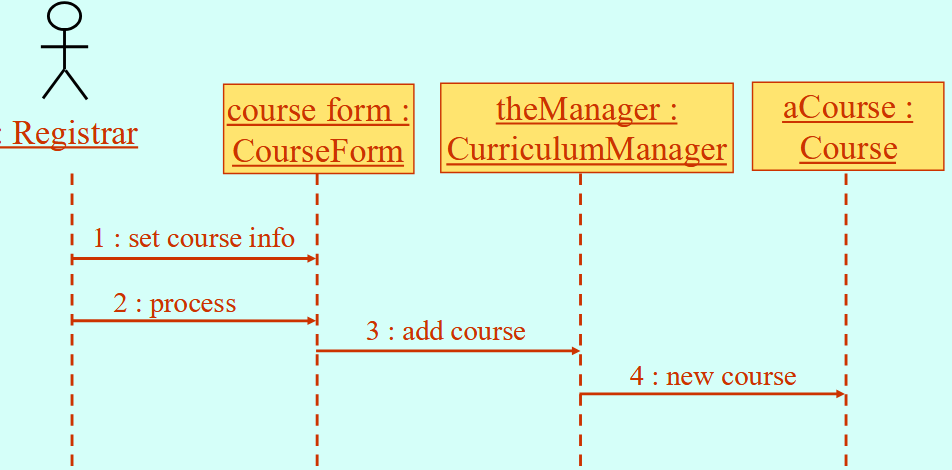 : Registrar
course form :
CourseForm
theManager :
CurriculumManager
aCourse :
Course
1 : set course info
2 : process
3 : add course
4 : new course